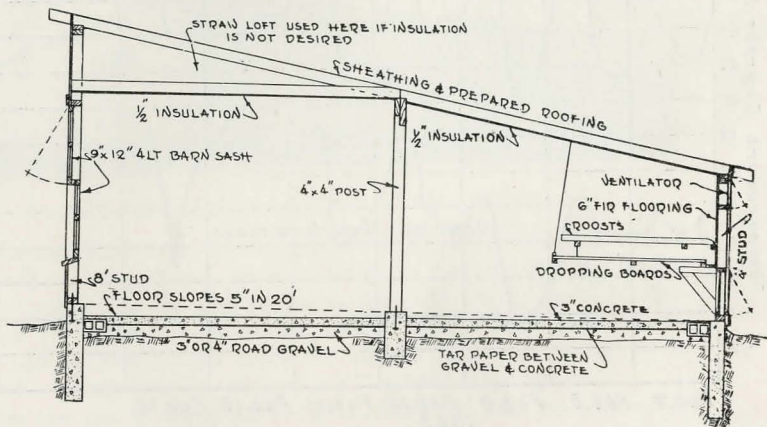 STRAW LOFT USED HERE IF INSULATION
IS NOT DESIRED
SHEATHING & PREPARED ROOFING
1/2" INSULATION
1/2" INSULATION
9"x12" 4LT BARN SASH
4"x4" POST
VENTILATOR
6" FIR FLOORING
ROOSTS
4' STUD
DROPPING BOARDS
8' STUD
FLOOR SLOPES 5" IN 20'
3" CONCRETE
3" OR 4" ROAD GRAVEL
TAR PAPER BETWEEN
GRAVEL & CONCRETE